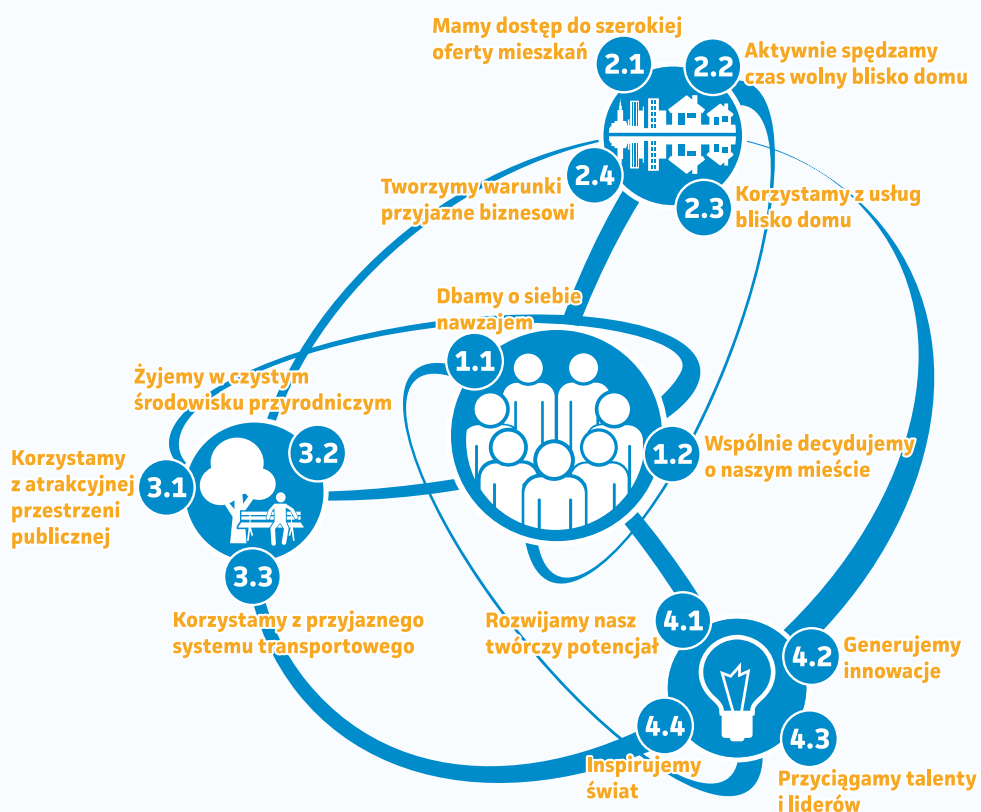 Mamy dostęp do szerokiej
oferty mieszkań
2.1
2.2
Aktywnie spędzamy
czas wolny blisko domu
2.4
Tworzymy warunki
przyjazne biznesowi
2.3
Korzystamy z usług
blisko domu
Dbamy o siebie
nawzajem
1.1
1.2
Wspólnie decydujemy
o naszym mieście
Żyjemy w czystym
środowisku przyrodniczym
3.2
Korzystamy
z atrakcyjnej
przestrzeni
publicznej
3.1
3.3
Korzystamy z przyjaznego
systemu transportowego
Rozwijamy nasz
twórczy potencjał
4.1
4.2
Generujemy
innowacje
4.4
Inspirujemy
świat
4.3
Przyciągamy talenty
i liderów